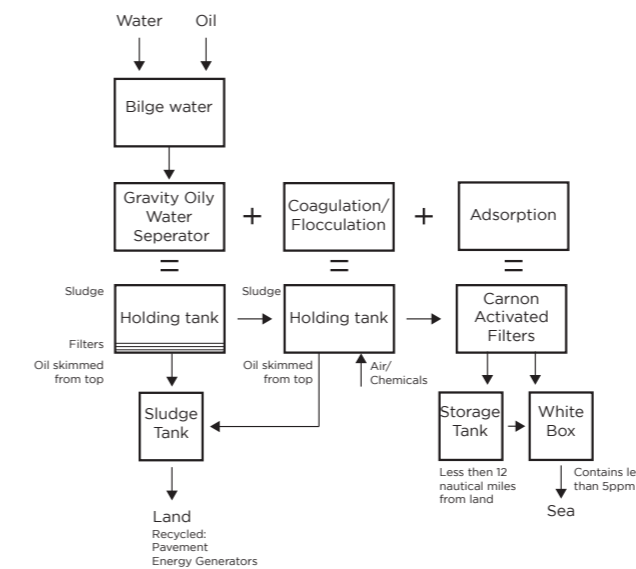 Water
Oil
Bilge water
Gravity Oily
Water
Seperator
+
Coagulation/
Flocculation
+
Adsorption
=
=
=
Sludge
Holding tank
Filters
Sludge
Holding tank
Carnon
Activated
Filters
Oil skimmed
from top
Oil skimmed
from top
Air/
Chemicals
Sludge
Tank
Storage
Tank
White
Box
Less then 12
nautical miles
from land
Contains le
than 5ppm
Land
Recycled:
Pavement
Energy Generators
Sea